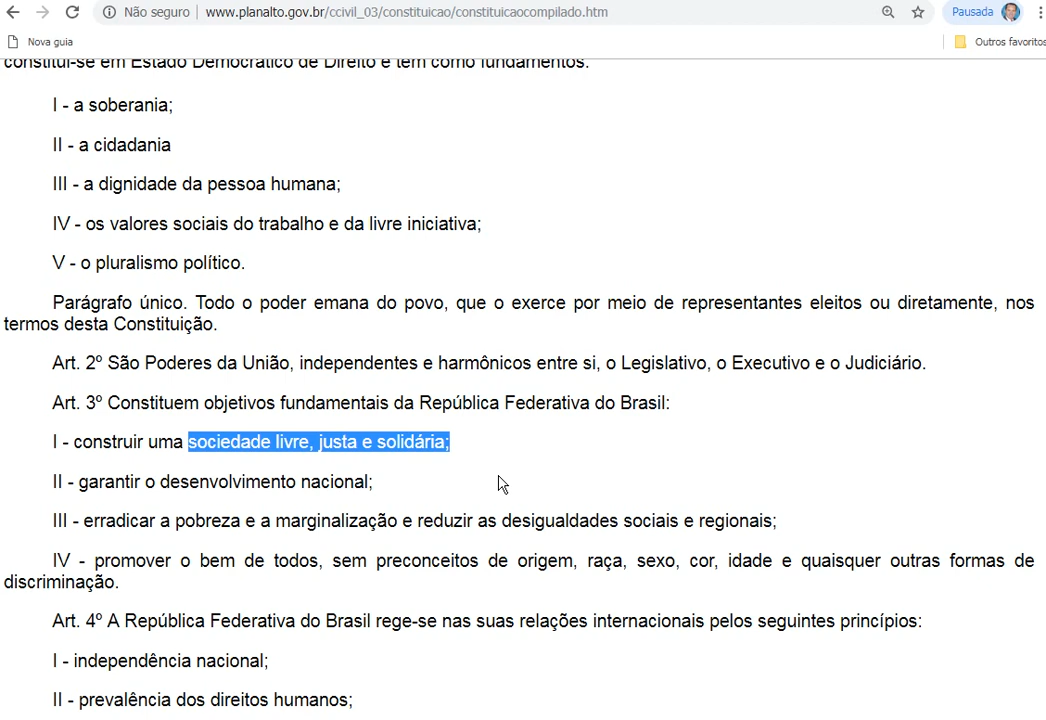 Não seguro | www.planalto.gov.br/ccivil_03/constituicao/constituicaocompilado.htm
Pausada
Nova guia
Outros favoritos
constitui-se em Estado Democrático de Direito e tem como fundamentos:
I - a soberania;
II - a cidadania
III - a dignidade da pessoa humana;
IV - os valores sociais do trabalho e da livre iniciativa;
V - o pluralismo político.
Parágrafo único. Todo o poder emana do povo, que o exerce por meio de representantes eleitos ou diretamente, nos
termos desta Constituição.
Art. 2º São Poderes da União, independentes e harmônicos entre si, o Legislativo, o Executivo e o Judiciário.
Art. 3º Constituem objetivos fundamentais da República Federativa do Brasil:
I - construir uma sociedade livre, justa e solidária;
II - garantir o desenvolvimento nacional;
III - erradicar a pobreza e a marginalização e reduzir as desigualdades sociais e regionais;
IV - promover o bem de todos, sem preconceitos de origem, raça, sexo, cor, idade e quaisquer outras formas de
discriminação.
Art. 4º A República Federativa do Brasil rege-se nas suas relações internacionais pelos seguintes princípios:
I - independência nacional;
II - prevalência dos direitos humanos;